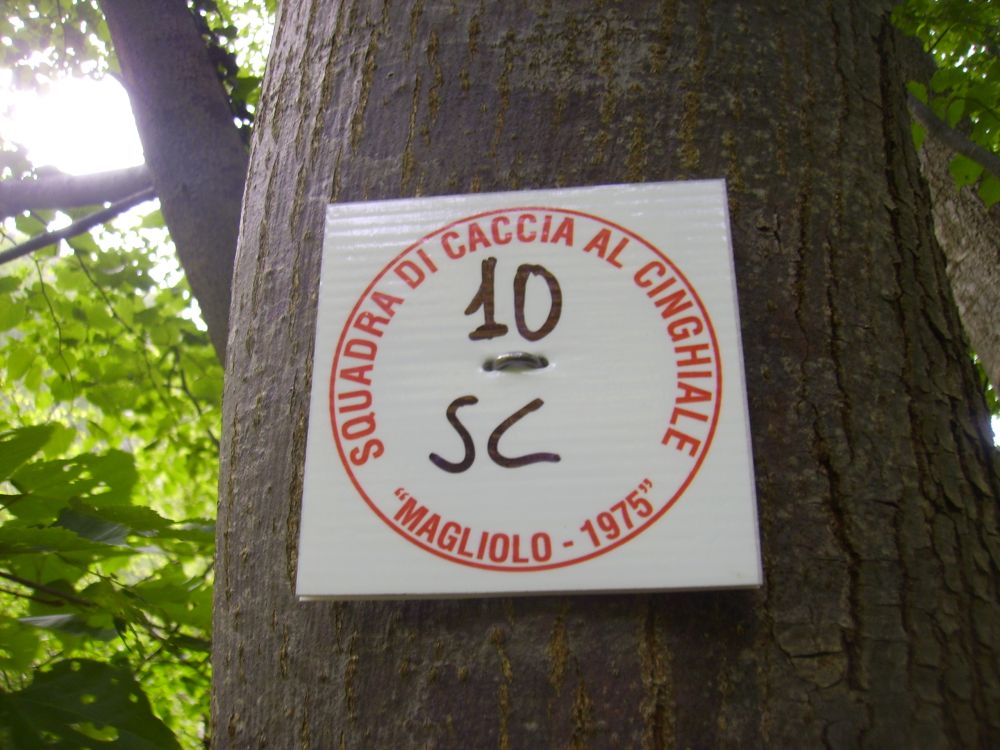 SQUADRA DI CACCIA AL CINGHIALE
10
SC
"MAGLIOLO - 1975"